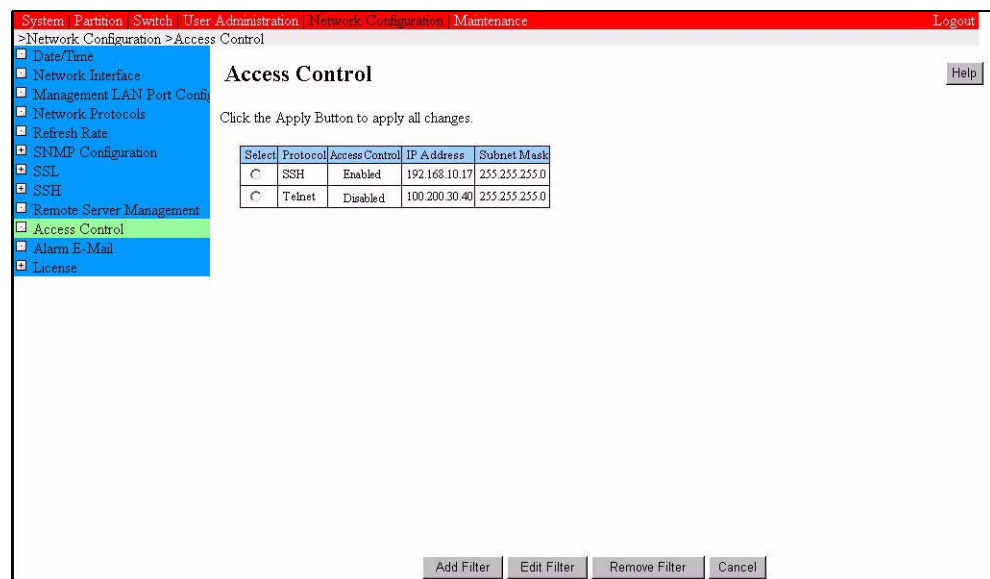 System | Partition | Switch | User Administration | Network Configuration | Maintenance Logout
>Network Configuration >Access Control
Date/Time
Network Interface
Management LAN Port Config
Network Protocols
Refresh Rate
SNMP Configuration
SSL
SSH
Remote Server Management
Access Control
Alarm E-Mail
License
Access Control
Help
Click the Apply Button to apply all changes.
Select Protocol Access Control IP Address Subnet Mask
SSH Enabled 192.168.10.17 255.255.255.0
Telnet Disabled 100.200.30.40 255.255.255.0
Add Filter Edit Filter Remove Filter Cancel